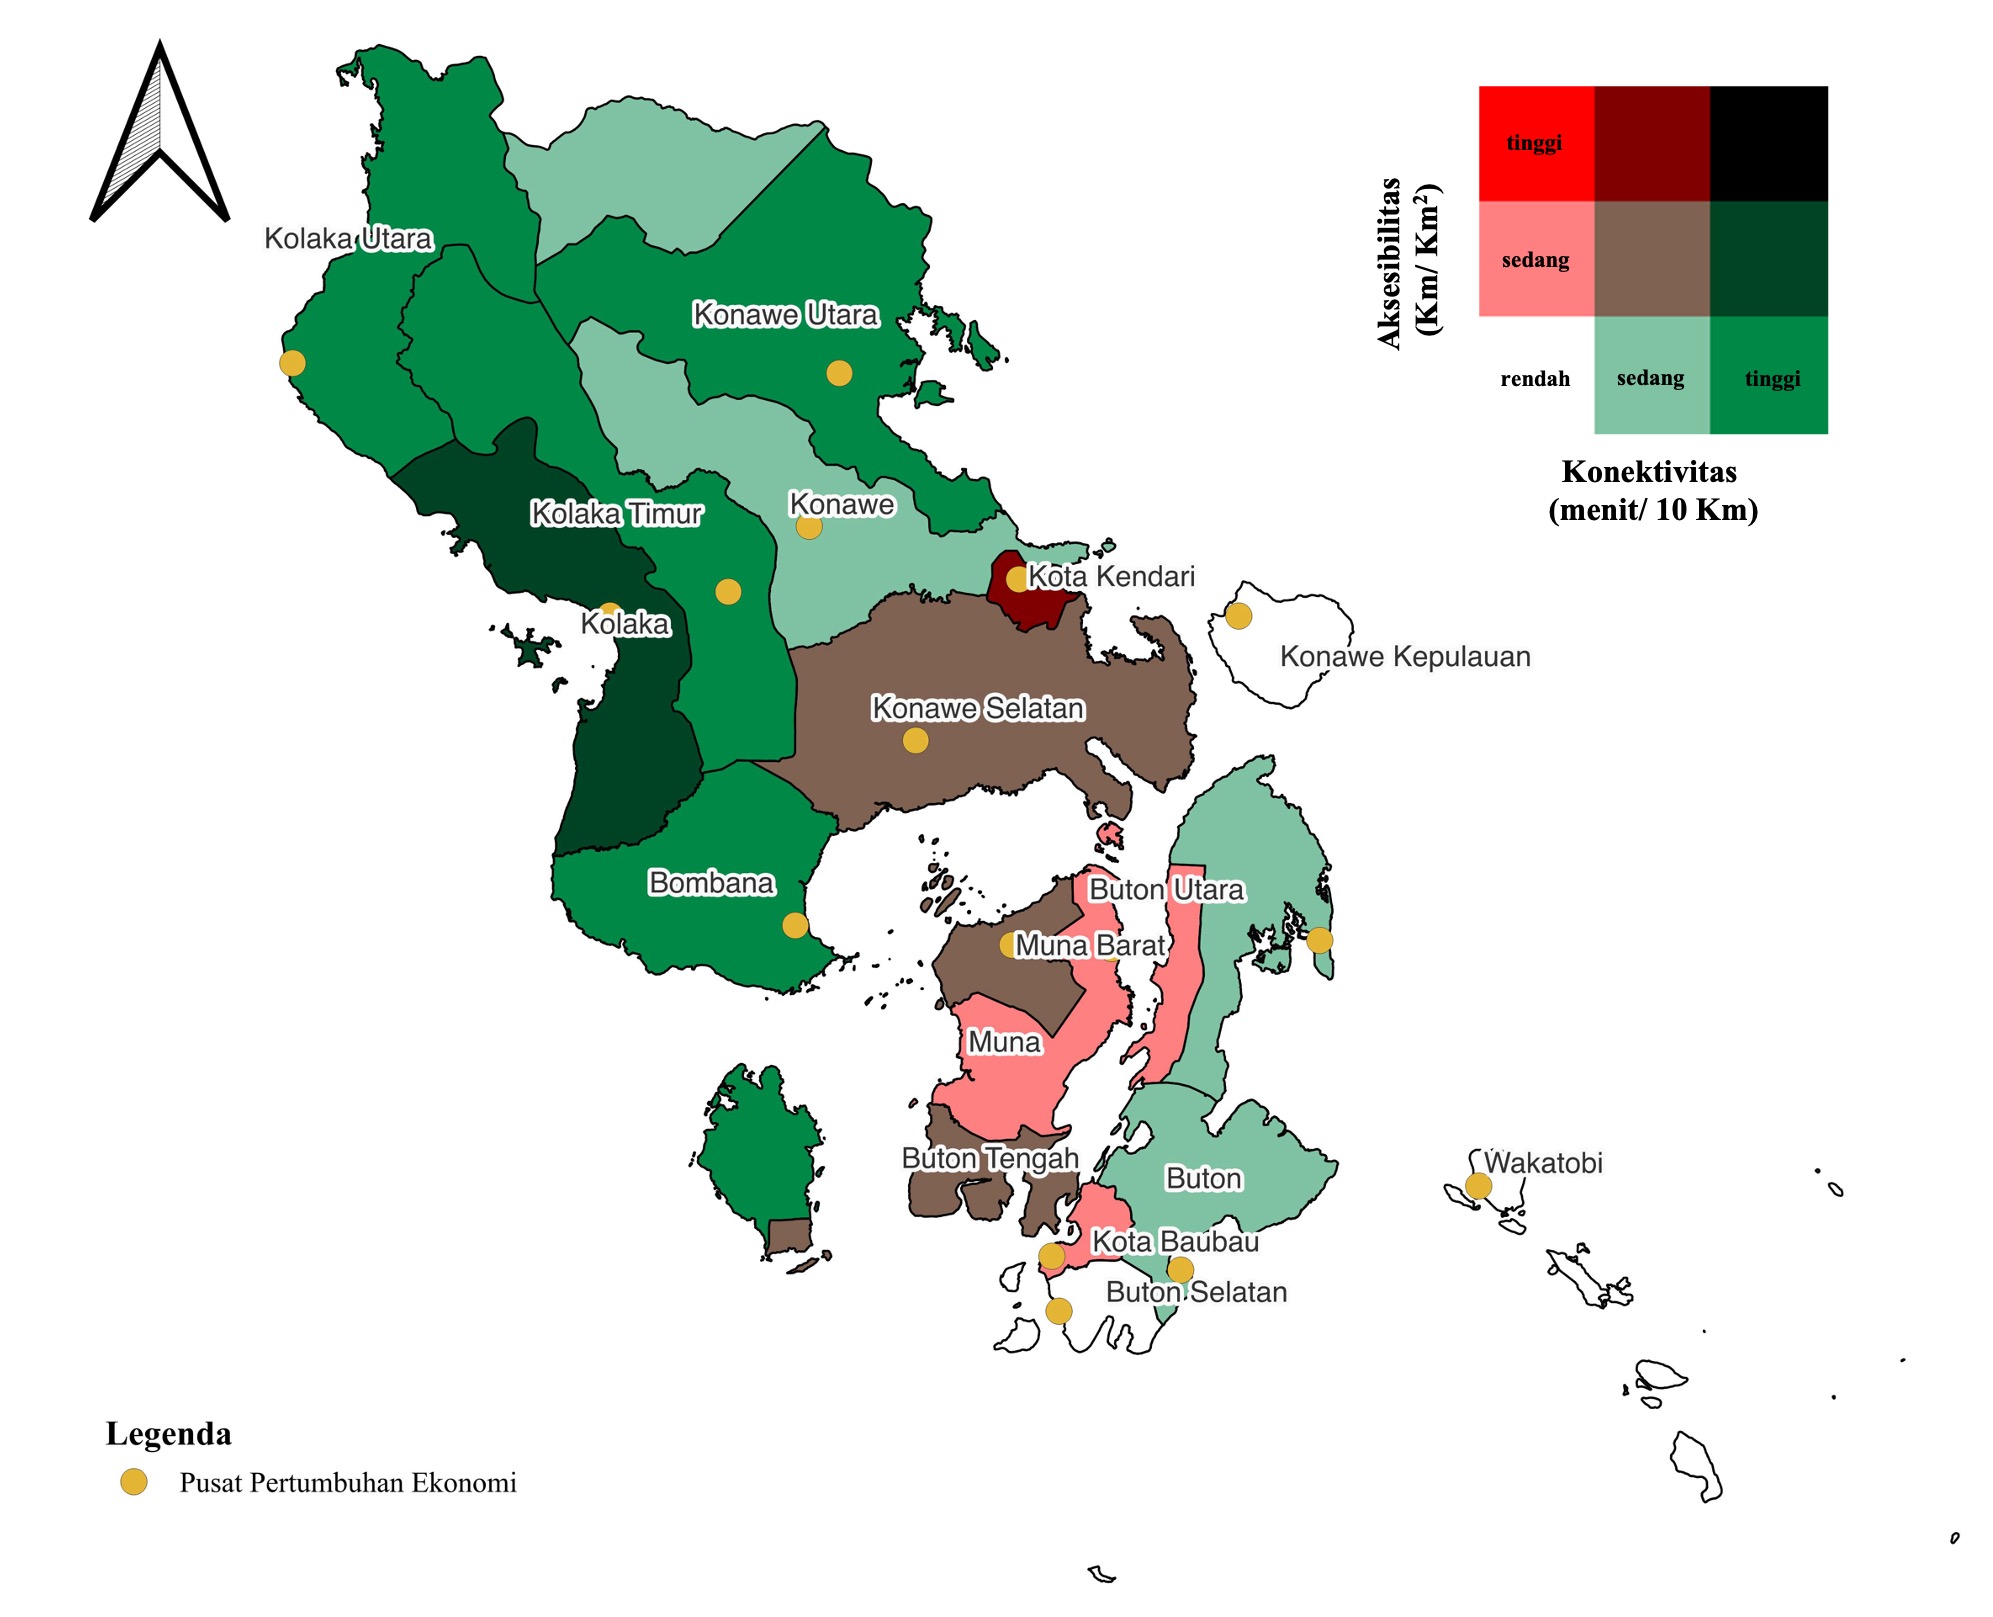 Kolaka Utara
Konawe Utara
Kolaka Timur
Konawe
Kota Kendari
Kolaka
Konawe Kepulauan
Konawe Selatan
Bombana
Buton Utara
Muna Barat
Muna
Buton Tengah
Buton
Wakatobi
Kota Baubau
Buton Selatan
tinggi
sedang
rendah
sedang
tinggi
Aksesibilitas
(Km/ Km²)
Konektivitas
(menit/ 10 Km)
Legenda
Pusat Pertumbuhan Ekonomi